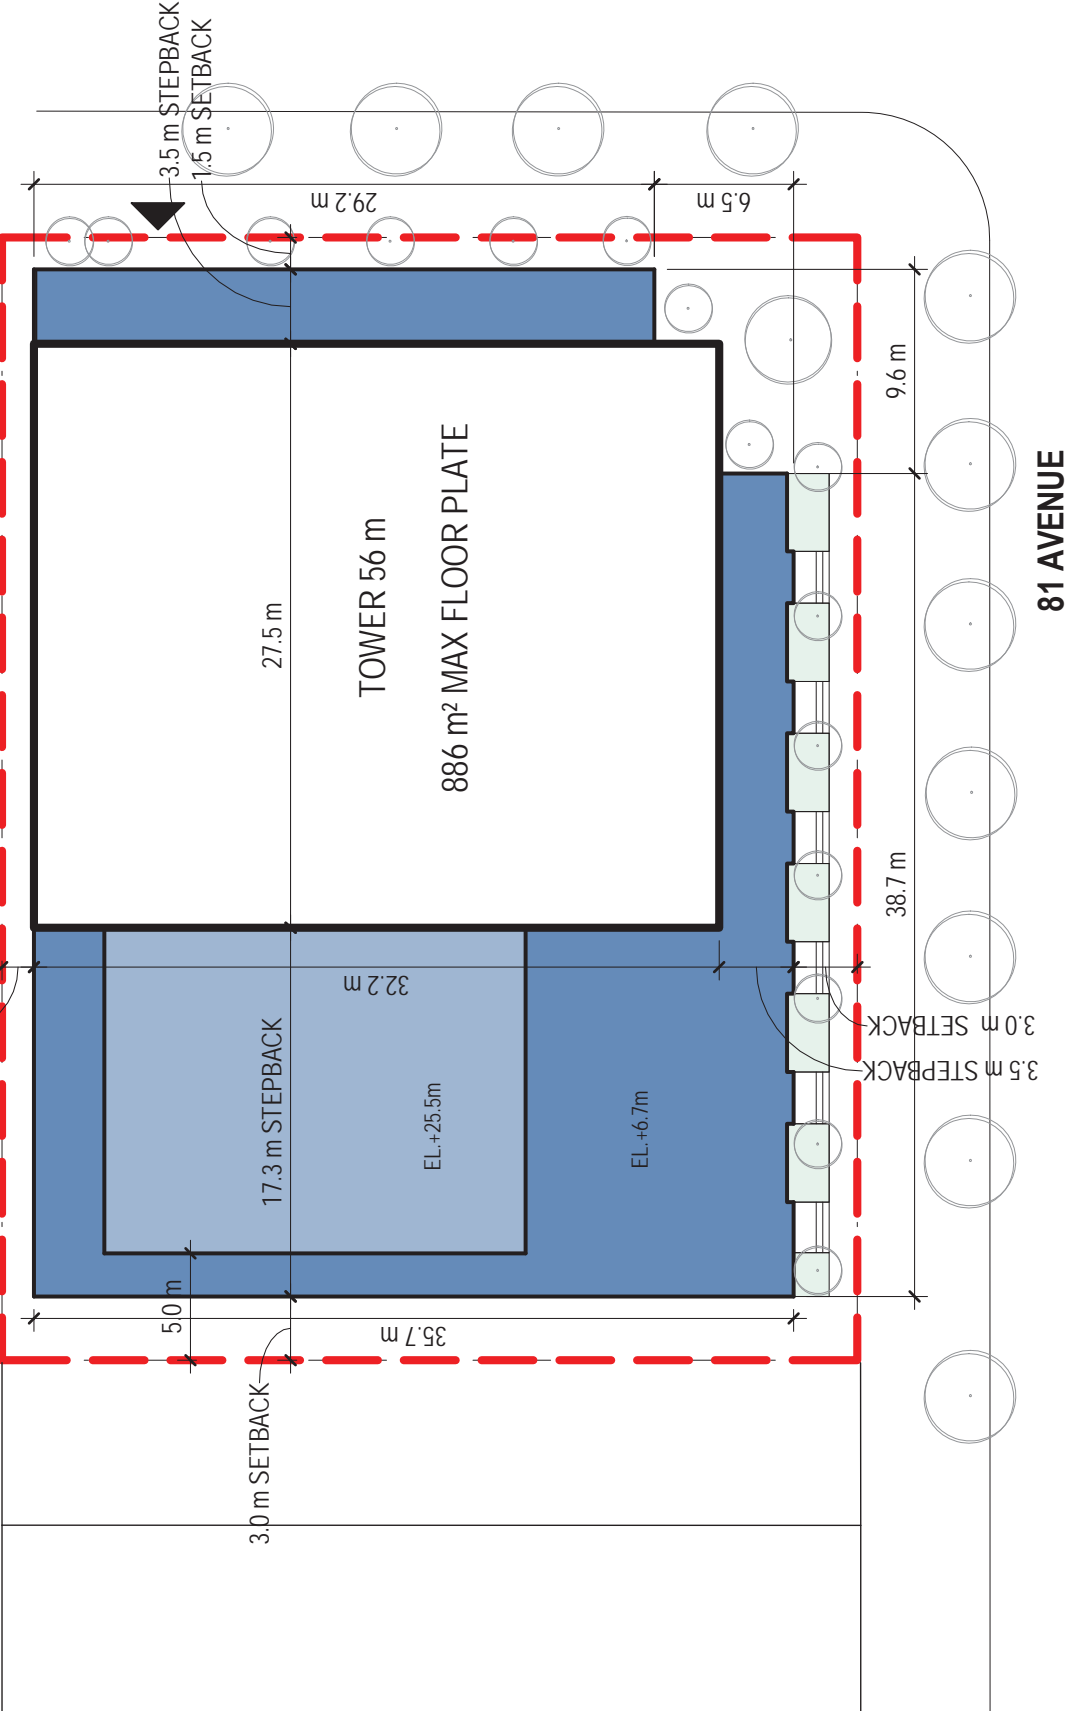 3.5 m STEPBACK
1.5 m SETBACK
29.2 m
6.5 m
9.6 m
TOWER 56 m
886 m² MAX FLOOR PLATE
27.5 m
81 AVENUE
38.7 m
32.2 m
17.3 m STEPBACK
EL.+25.5m
EL.+6.7m
3.0 m SETBACK
3.5 m STEPBACK
5.0 m
35.7 m
3.0 m SETBACK